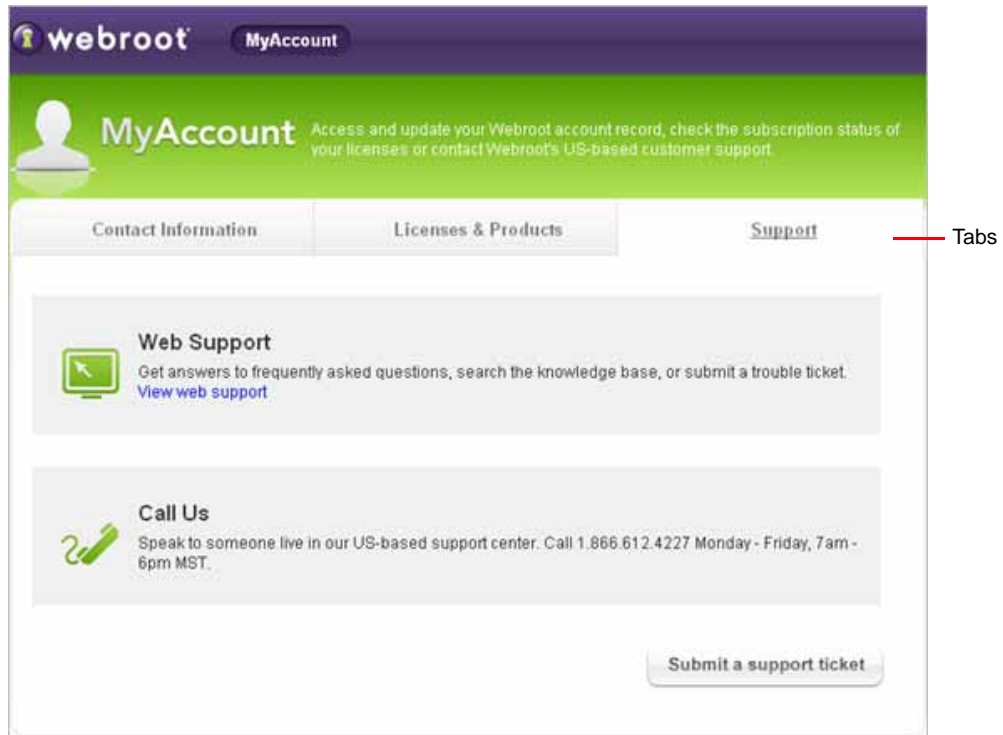 webroot MyAccount
MyAccount
Access and update your Webroot account record, check the subscription status of
your licenses or contact Webroot's US-based customer support.
Contact Information
Licenses & Products
Support
Tabs
Web Support
Get answers to frequently asked questions, search the knowledge base, or submit a trouble ticket.
View web support
Call Us
Speak to someone live in our US-based support center. Call 1.866.612.4227 Monday - Friday, 7am -
6pm MST.
Submit a support ticket